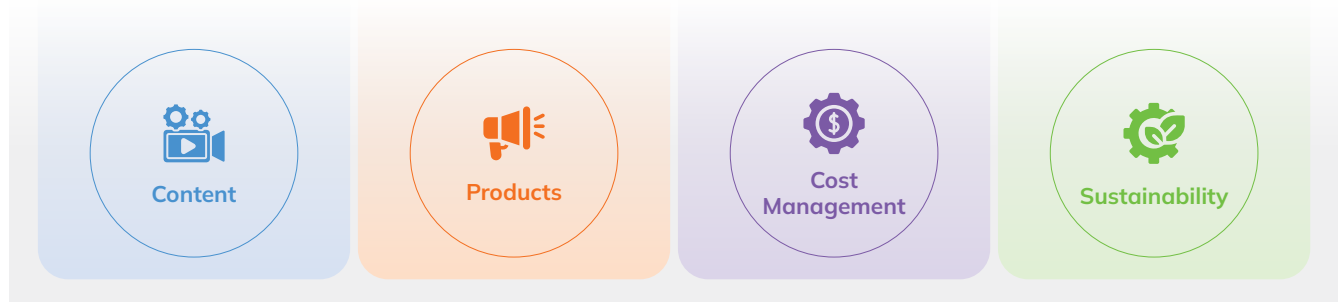 Content
Products
Cost
Management
Sustainability